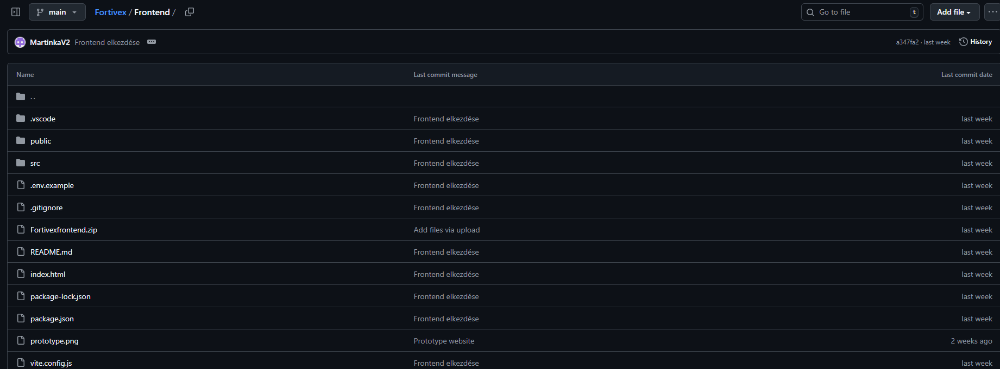 main Fortivex / Frontend / Go to file t Add file
MartinkaV2 Frontend elkezdése a347fa2 · last week History
Name Last commit message Last commit date
..
.vscode Frontend elkezdése last week
public Frontend elkezdése last week
src Frontend elkezdése last week
.env.example Frontend elkezdése last week
.gitignore Frontend elkezdése last week
Fortivexfrontend.zip Add files via upload last week
README.md Frontend elkezdése last week
index.html Frontend elkezdése last week
package-lock.json Frontend elkezdése last week
package.json Frontend elkezdése last week
prototype.png Prototype website 2 weeks ago
vite.config.js Frontend elkezdése last week